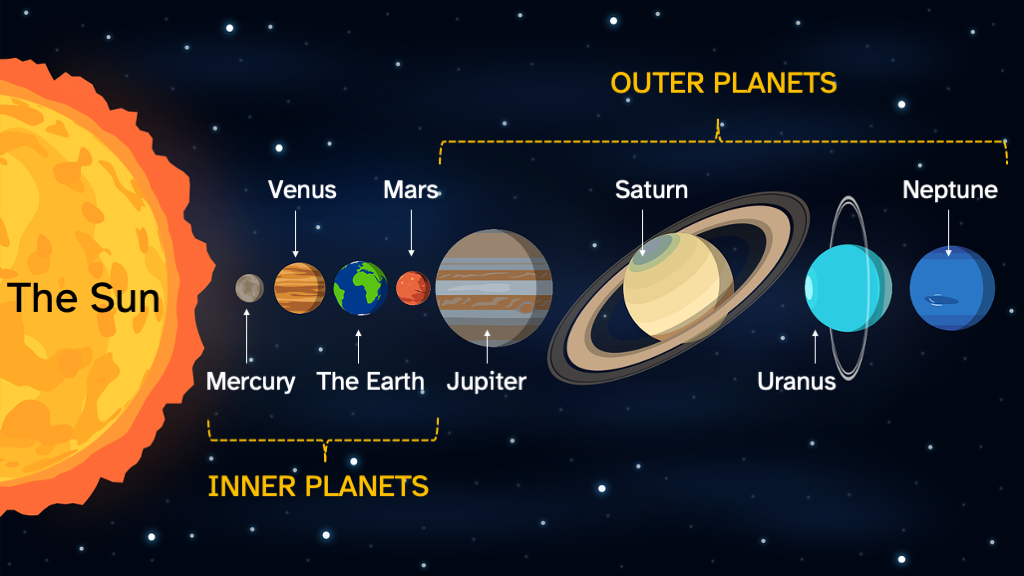 OUTER PLANETS
Venus
Mars
Saturn
Neptune
The Sun
Mercury
The Earth
Jupiter
Uranus
INNER PLANETS